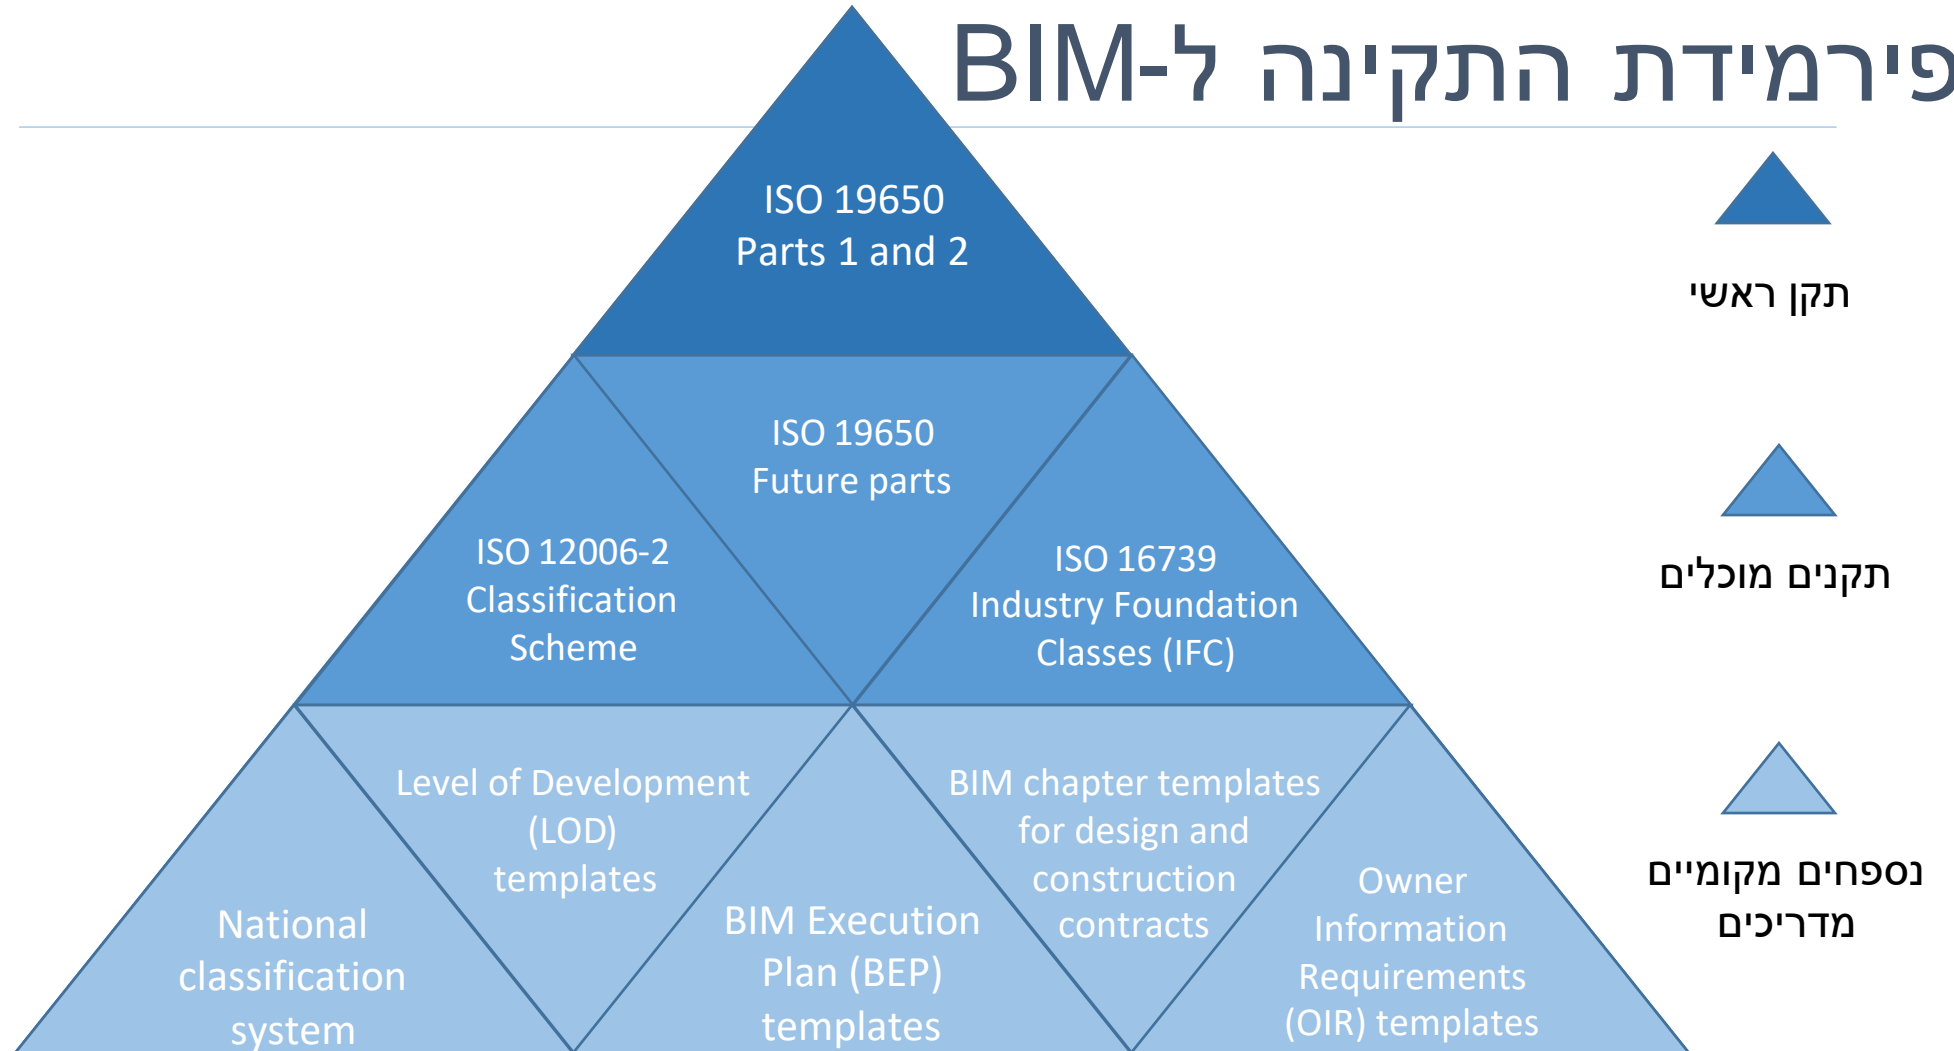 פירמידת התקינה ל-BIM
ISO 19650
Parts 1 and 2
תקן ראשי
ISO 19650
Future parts
ISO 12006-2
Classification
Scheme
ISO 16739
Industry Foundation
Classes (IFC)
תקנים מוכלים
Level of Development
(LOD)
templates
BIM chapter templates
for design and
construction
contracts
National
classification
system
BIM Execution
Plan (BEP)
templates
Owner
Information
Requirements
(OIR) templates
נספחים מקומיים
מדריכים